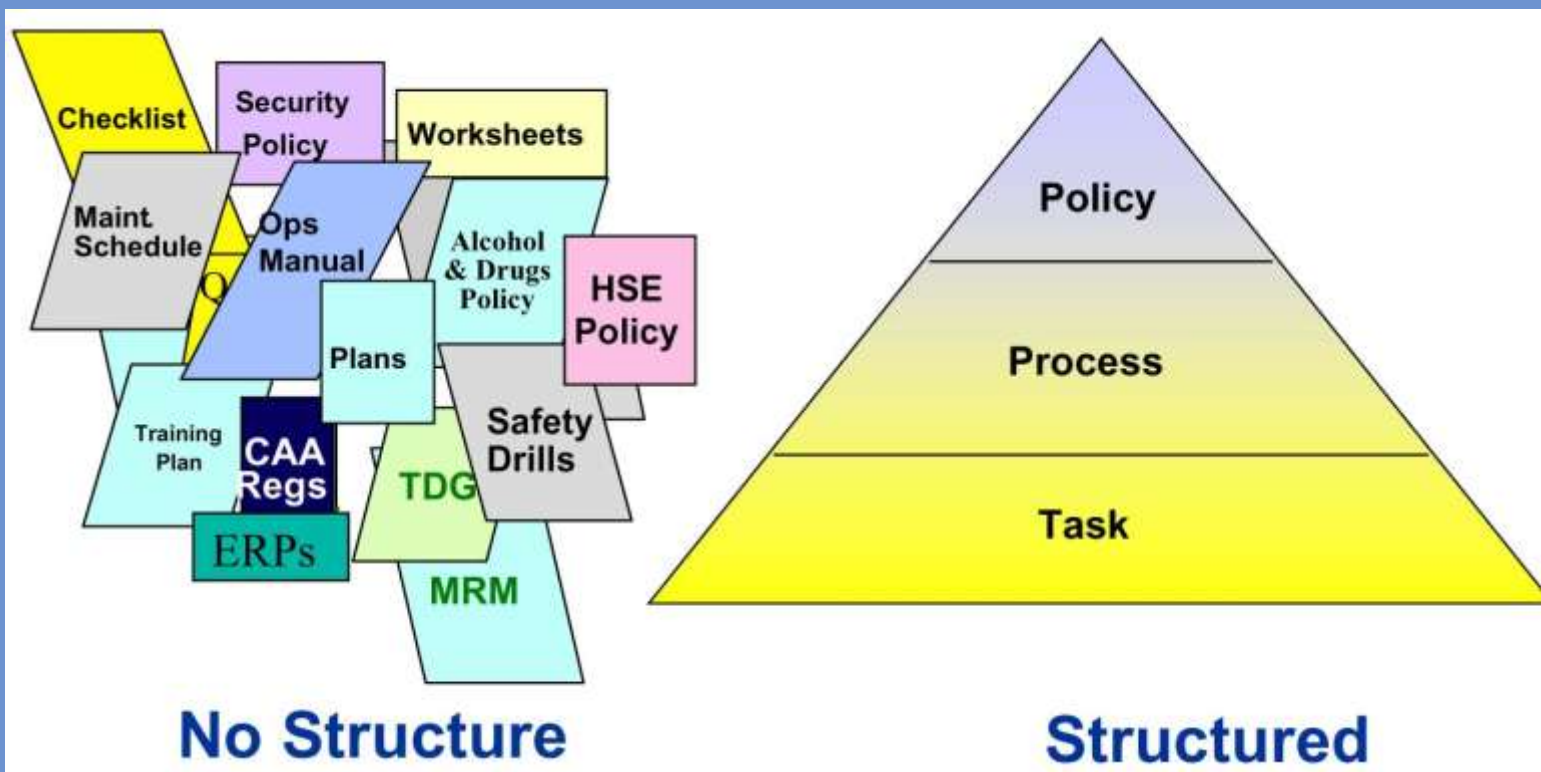 Checklist
Security
Policy
Worksheets
Maint.
Schedule
Ops
Manual
Q
Alcohol
& Drugs
Policy
HSE
Policy
Plans
Training
Plan
CAA
Regs
TDG
Safety
Drills
ERPs
MRM
No Structure
Policy
Process
Task
Structured